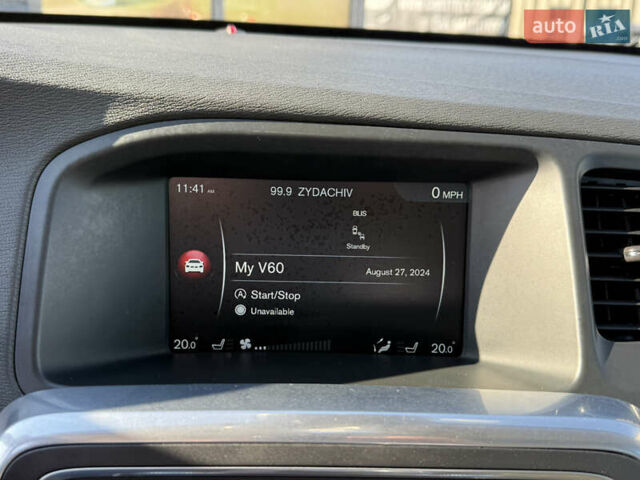 auto RIA.com
11:41 AM
99.9 ZYDACHIV
0 MPH
BLIS
Standby
My V60
August 27, 2024
Start/Stop
Unavailable
20.0°
20.0°